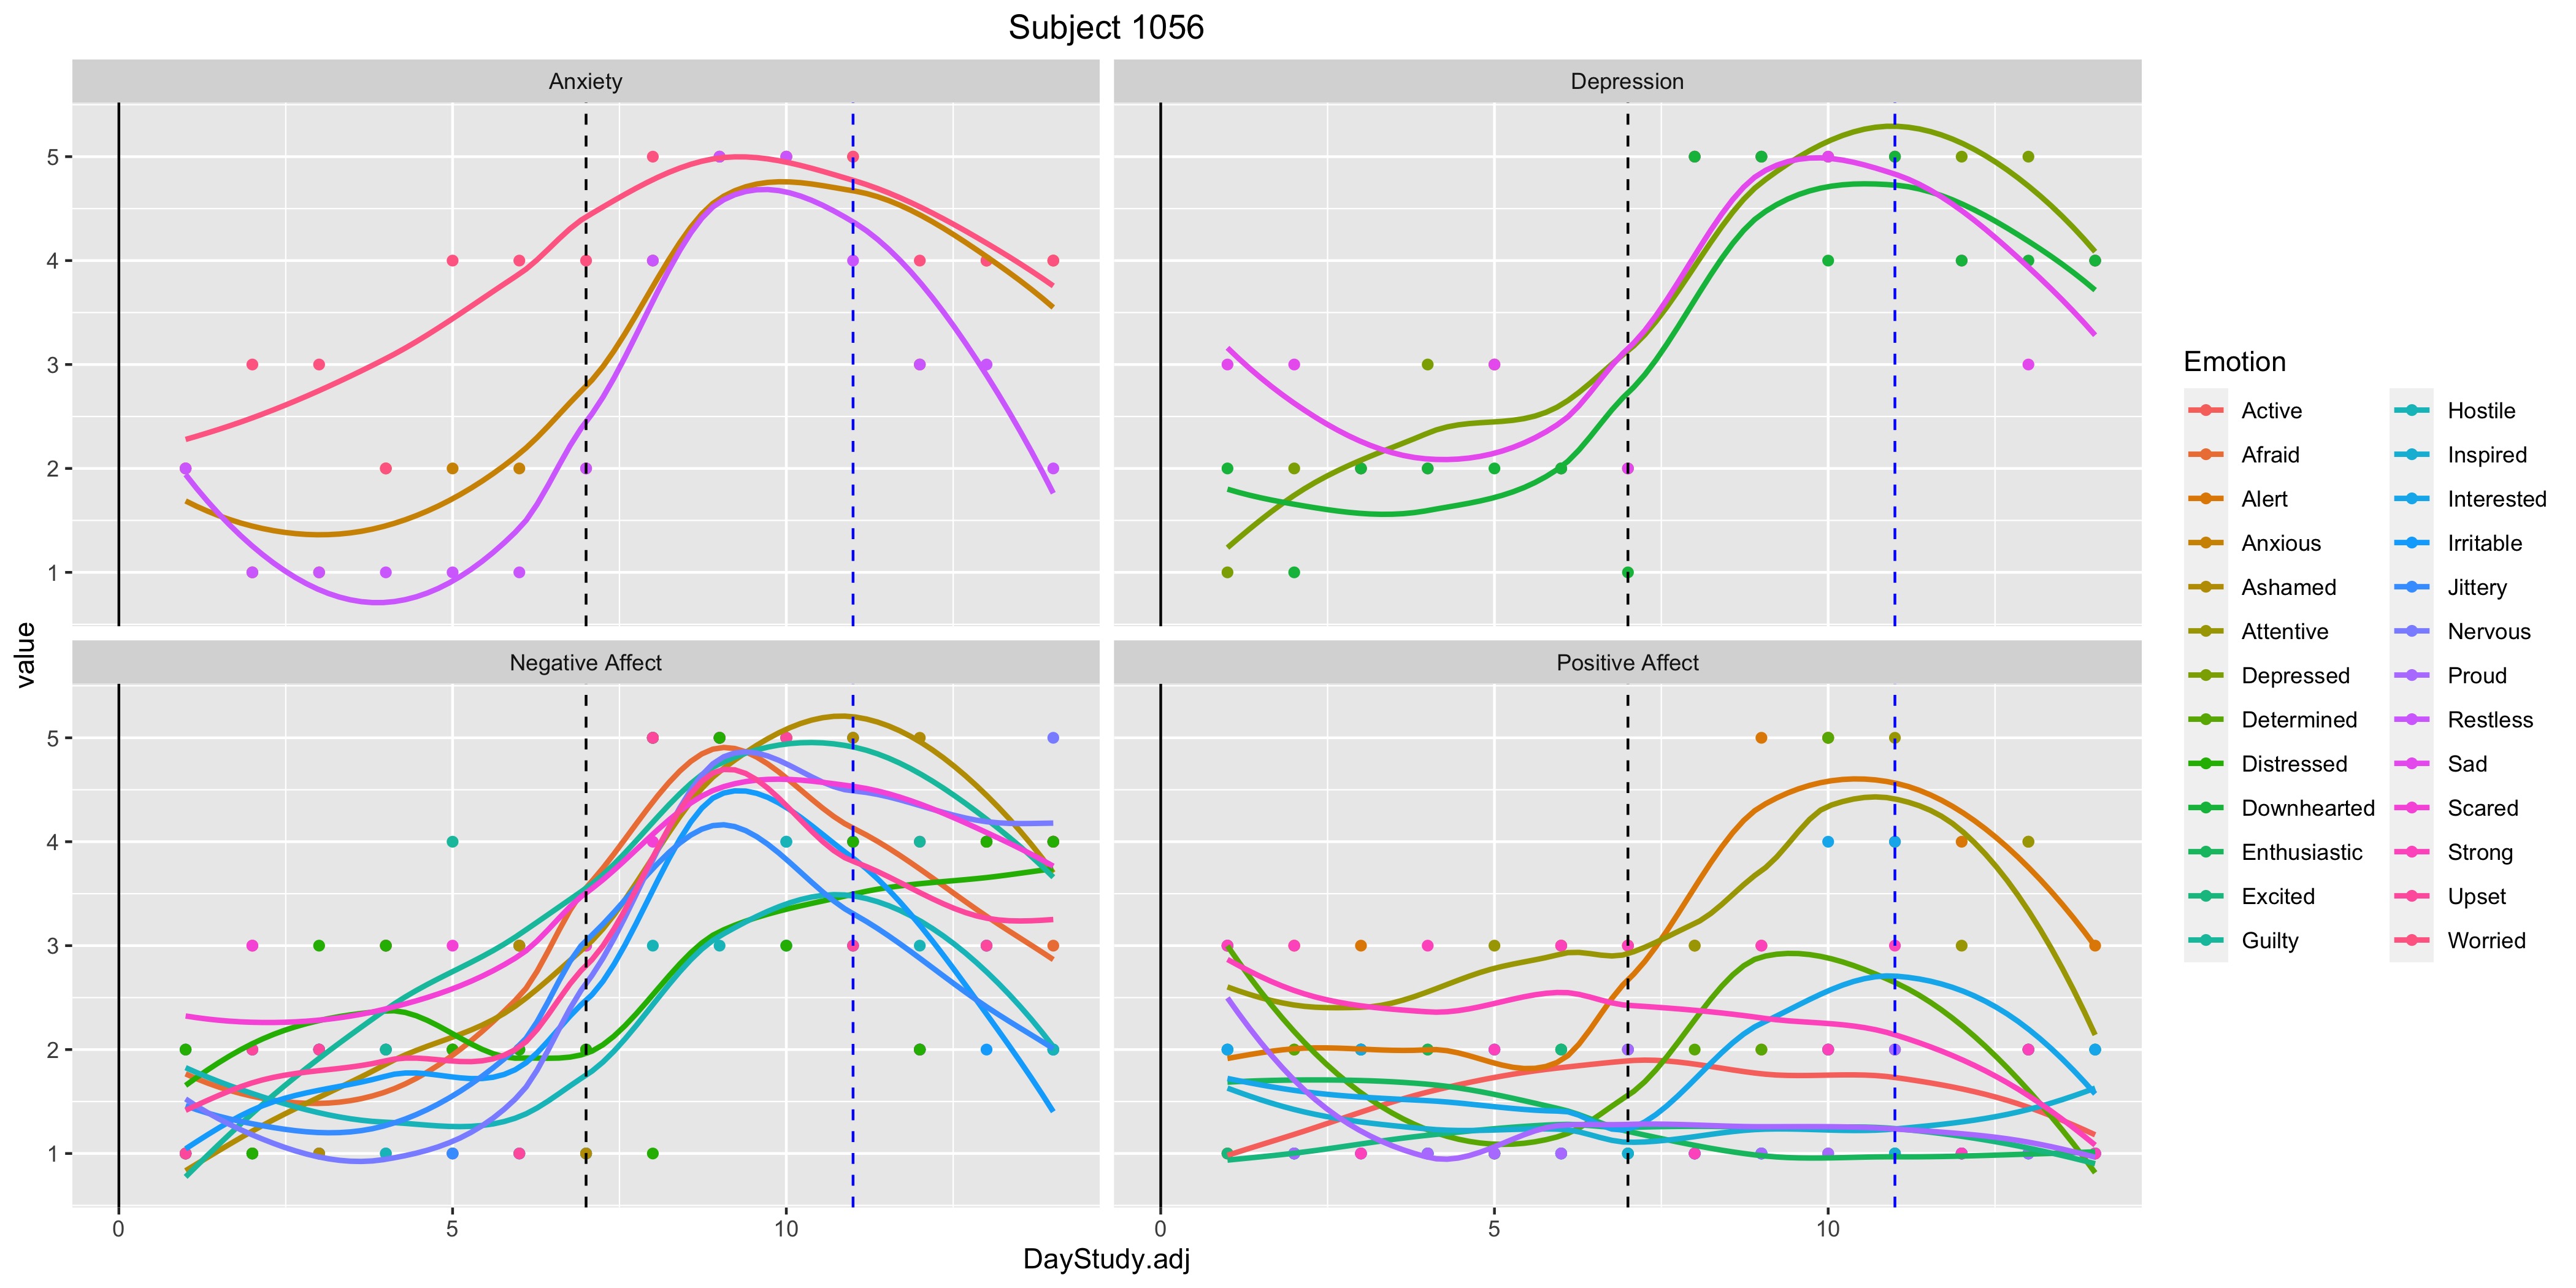 Subject 1056
Anxiety
Depression
5
4
3
2
1
value
Negative Affect
Positive Affect
5
4
3
2
1
0
5
10
0
5
10
DayStudy.adj
Emotion
Active
Afraid
Alert
Anxious
Ashamed
Attentive
Depressed
Determined
Distressed
Downhearted
Enthusiastic
Excited
Guilty
Hostile
Inspired
Interested
Irritable
Jittery
Nervous
Proud
Restless
Sad
Scared
Strong
Upset
Worried